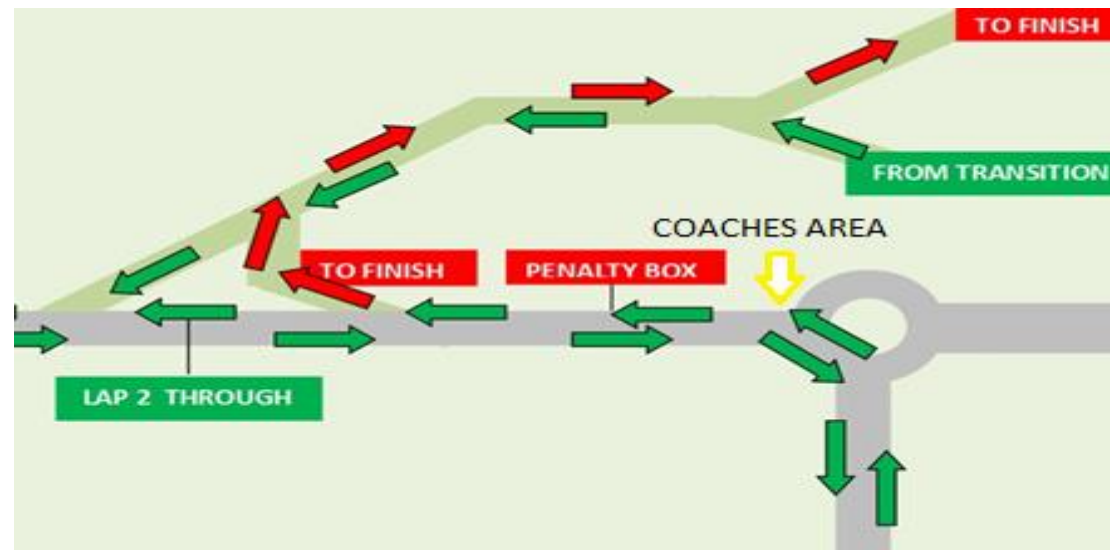 TO FINISH
FROM TRANSITION
COACHES AREA
TO FINISH
PENALTY BOX
LAP 2 THROUGH